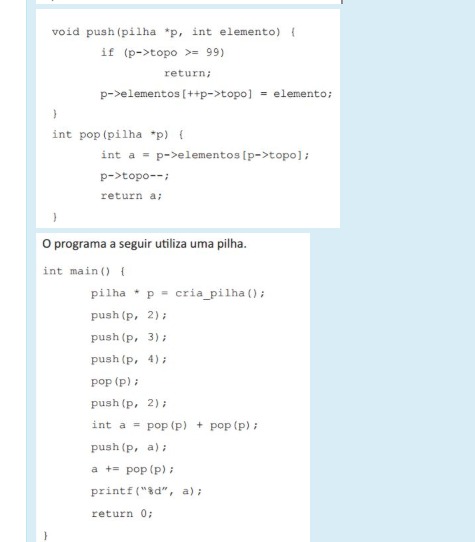 void push(pilha *p, int elemento) {
if (p->topo >= 99)
return;
p->elementos[++p->topo] = elemento;
}
int pop(pilha *p) {
int a = p->elementos[p->topo];
p->topo--;
return a;
}
O programa a seguir utiliza uma pilha.
int main() {
pilha * p = cria_pilha();
push(p, 2);
push(p, 3);
push(p, 4);
pop(p);
push(p, 2);
int a = pop(p) + pop(p);
push(p, a);
a += pop(p);
printf(“%d”, a);
return 0;
}